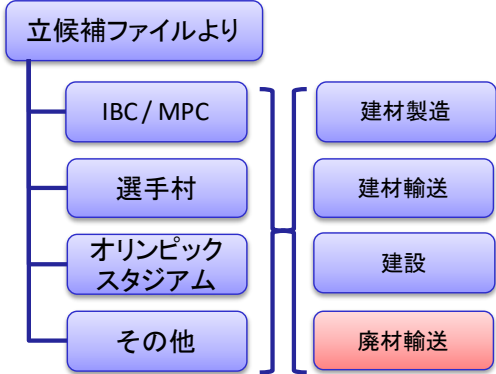 立候補ファイルより
IBC / MPC
選手村
オリンピック
スタジアム
その他
建材製造
建材輸送
建設
廃材輸送